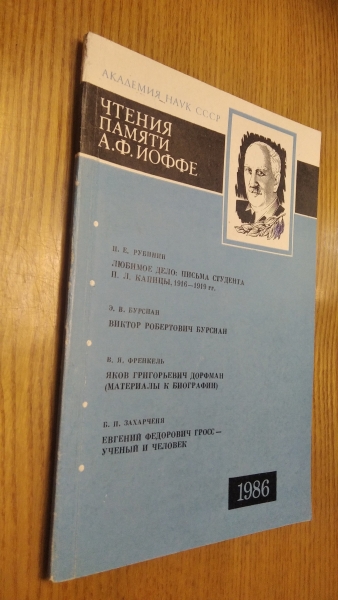 АКАДЕМИЯ НАУК СССР
ЧТЕНИЯ
ПАМЯТИ
А.Ф. ИОФФЕ
П. Е. РУБИНИН
ЛЮБИМОЕ ДЕЛО: ПИСЬМА СТУДЕНТА
П. Л. КАПИЦЫ, 1916—1919 гг.
Э. В. БУРСИАН
ВИКТОР РОБЕРТОВИЧ БУРСИАН
В. Я. ФРЕНКЕЛЬ
ЯКОВ ГРИГОРЬЕВИЧ ДОРФМАН
(МАТЕРИАЛЫ К БИОГРАФИИ)
Б. П. ЗАХАРЧЕНЯ
ЕВГЕНИЙ ФЕДОРОВИЧ ГРОСС —
УЧЕНЫЙ И ЧЕЛОВЕК
1986